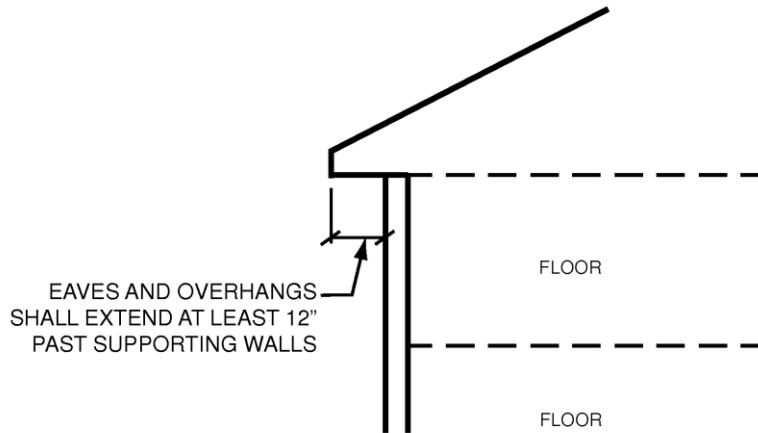 FLOOR
EAVES AND OVERHANGS
SHALL EXTEND AT LEAST 12”
PAST SUPPORTING WALLS
FLOOR